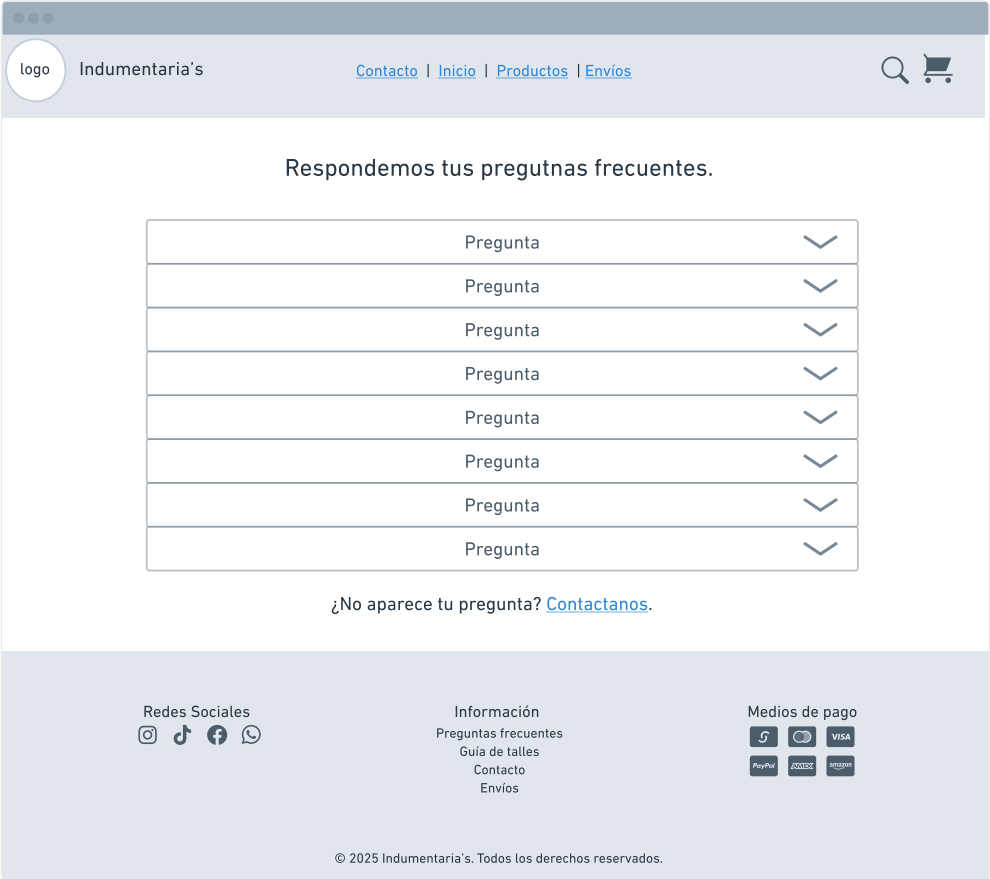 logo
Indumentaria's
Contacto | Inicio | Productos | Envíos
Respondemos tus pregutnas frecuentes.
Pregunta
Pregunta
Pregunta
Pregunta
Pregunta
Pregunta
Pregunta
Pregunta
¿No aparece tu pregunta? Contactanos.
Redes Sociales
Información
Preguntas frecuentes
Guía de talles
Contacto
Envíos
Medios de pago
VISA
PayPal
AMEX
amazon
© 2025 Indumentaria's. Todos los derechos reservados.